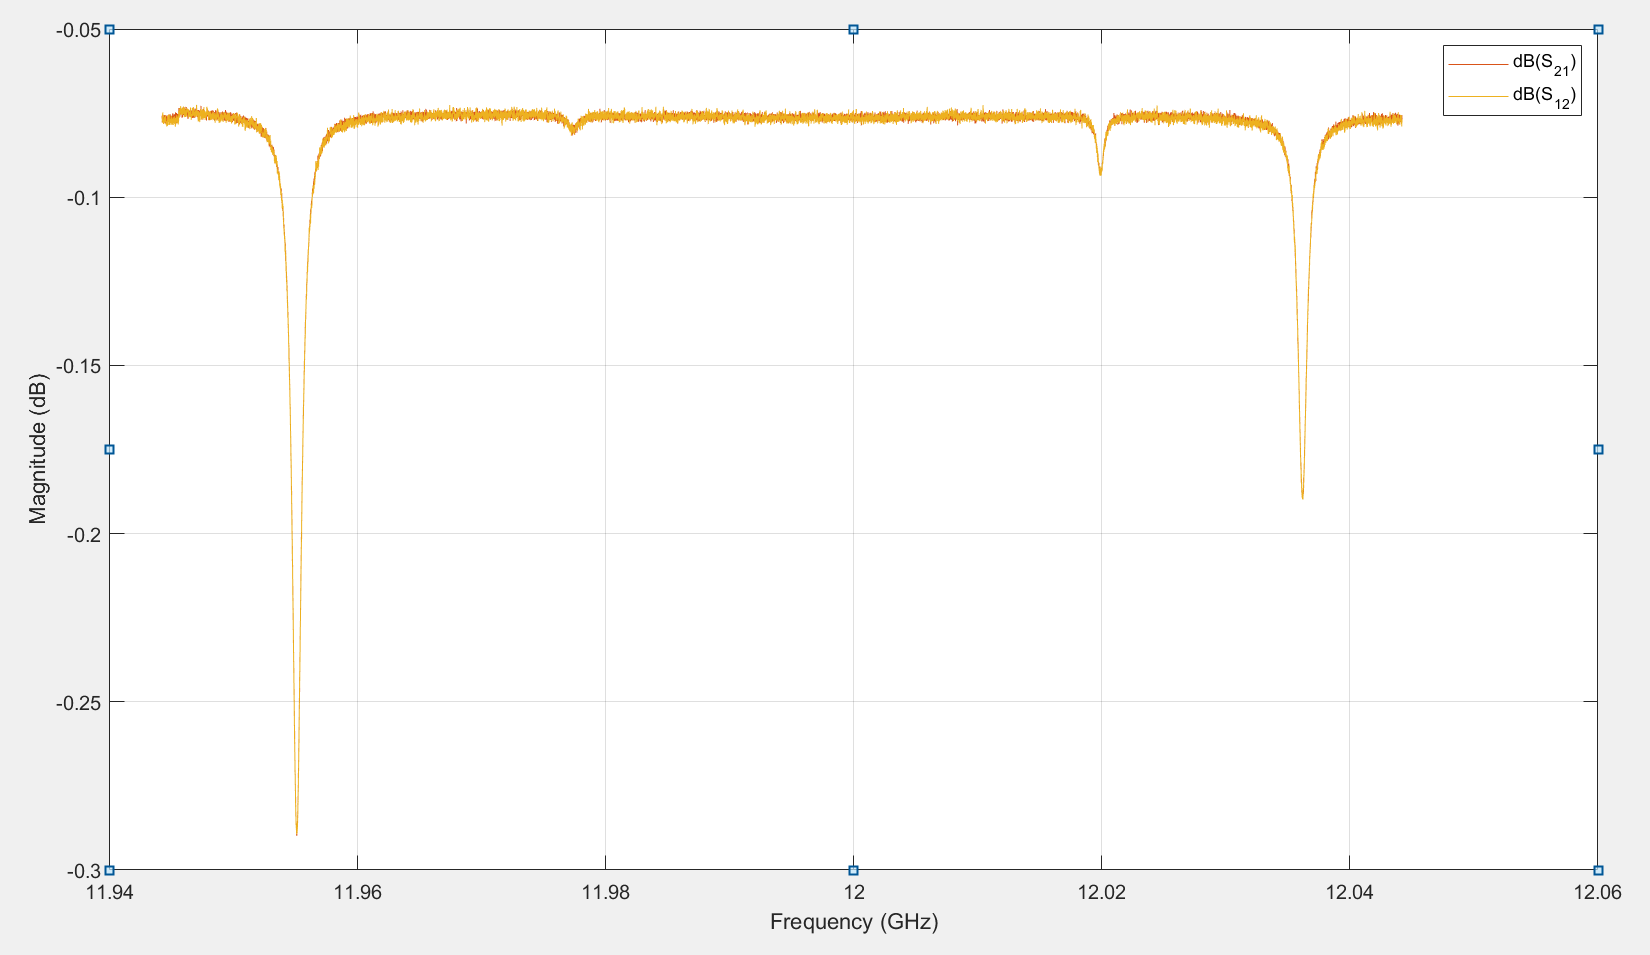 -0.05
-0.1
-0.15
-0.2
-0.25
-0.3
Magnitude (dB)
dB(S21)
dB(S12)
11.94 11.96 11.98 12 12.02 12.04 12.06
Frequency (GHz)